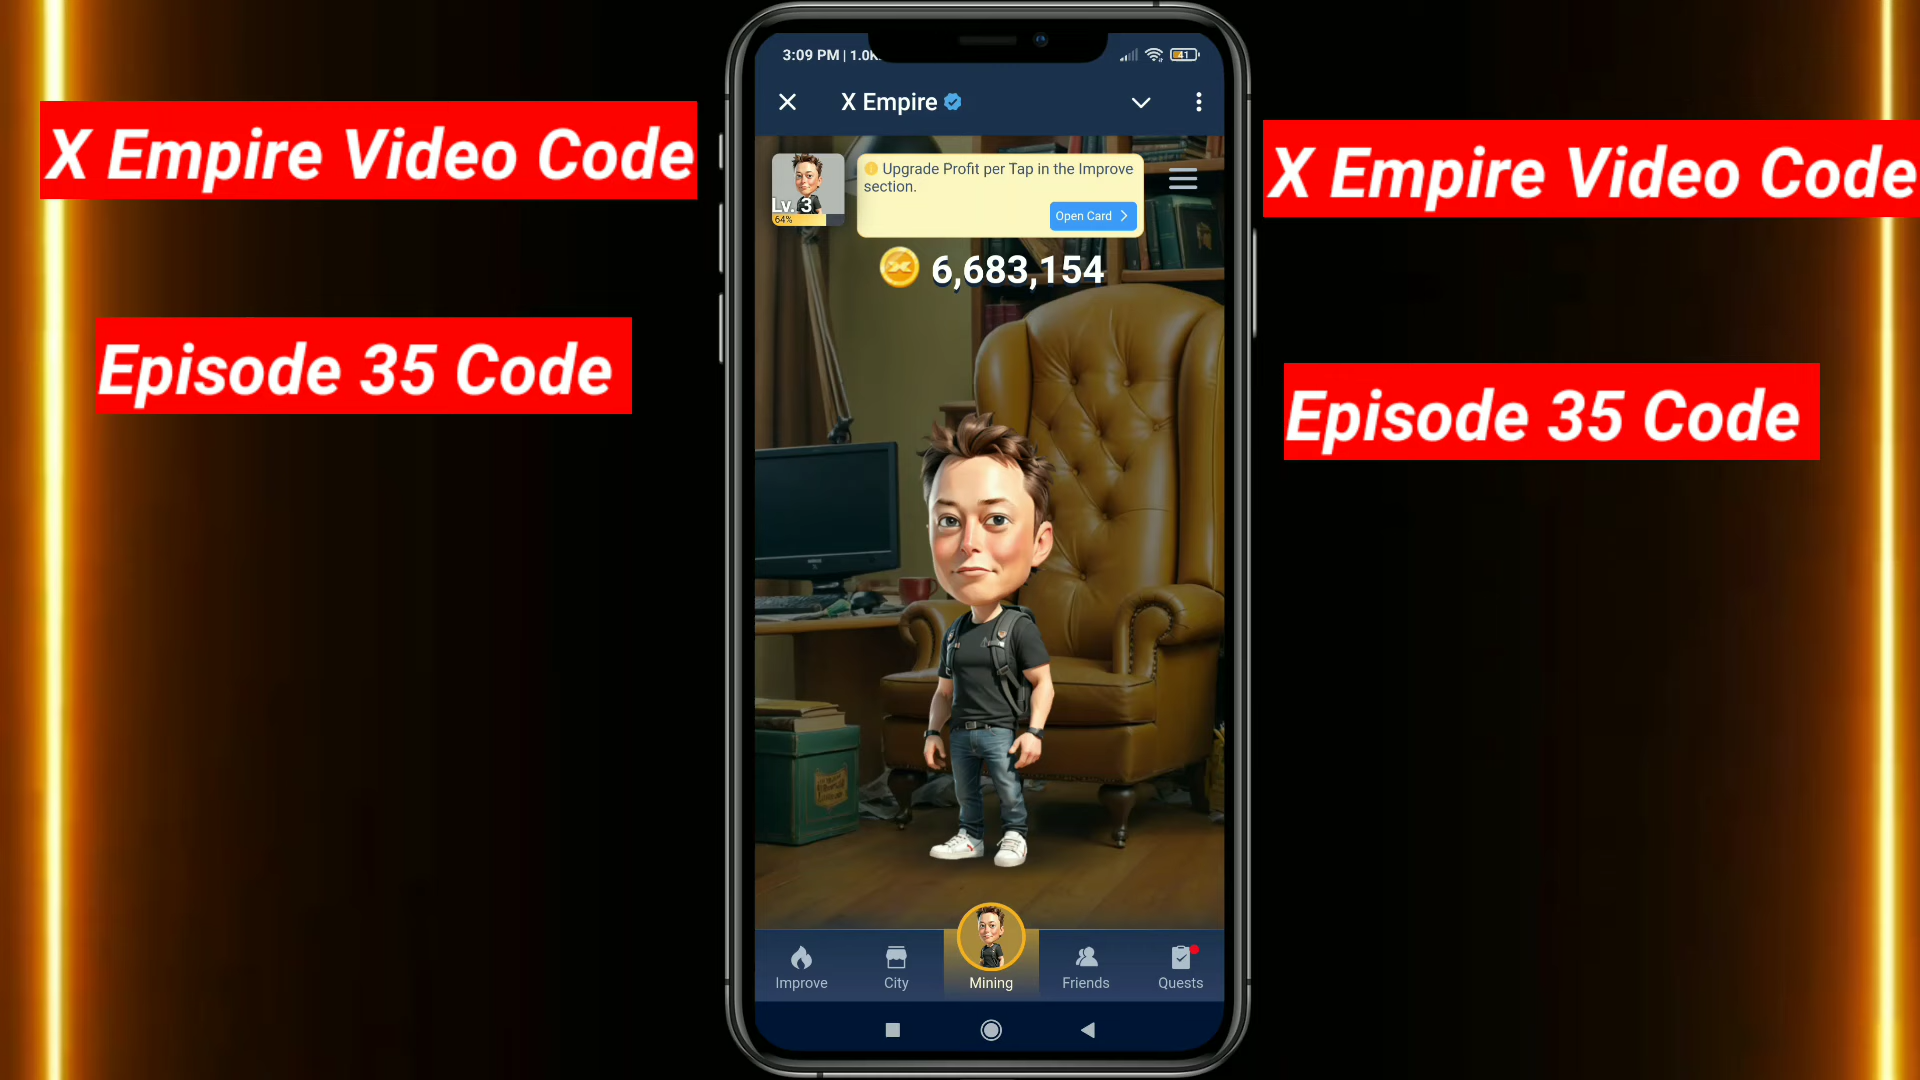 X Empire Video Code
Episode 35 Code
3:09 PM | 1.0K
41
X Empire
Lv. 3
64%
Upgrade Profit per Tap in the Improve
section.
Open Card
6,683,154
Improve
City
Mining
Friends
Quests
X Empire Video Code
Episode 35 Code